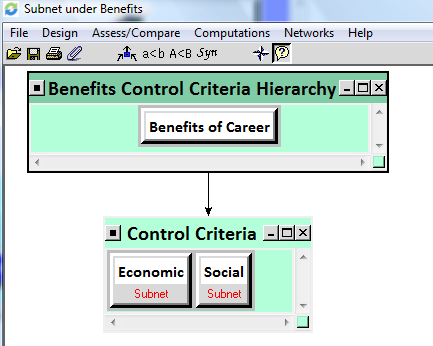 Subnet under Benefits
File Design Assess/Compare Computations Networks Help
a<b A<B Syn
Benefits Control Criteria Hierarchy
Benefits of Career
Control Criteria
Economic Social
Subnet Subnet